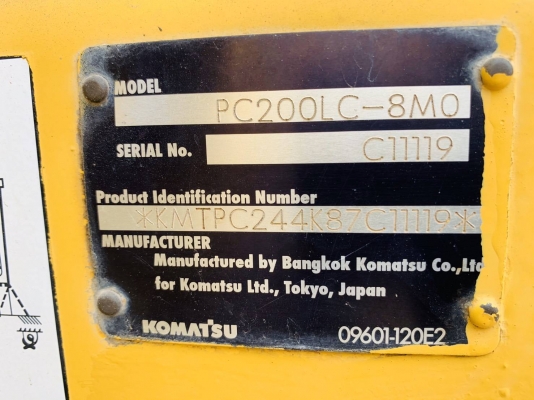 MODEL
PC200LC-8M0
SERIAL No.
C11119
Product Identification Number
*KMTPC244K87C11119*
MANUFACTURER
Manufactured by Bangkok Komatsu Co.,Ltd
for Komatsu Ltd., Tokyo, Japan
KOMATSU
09601-120E2